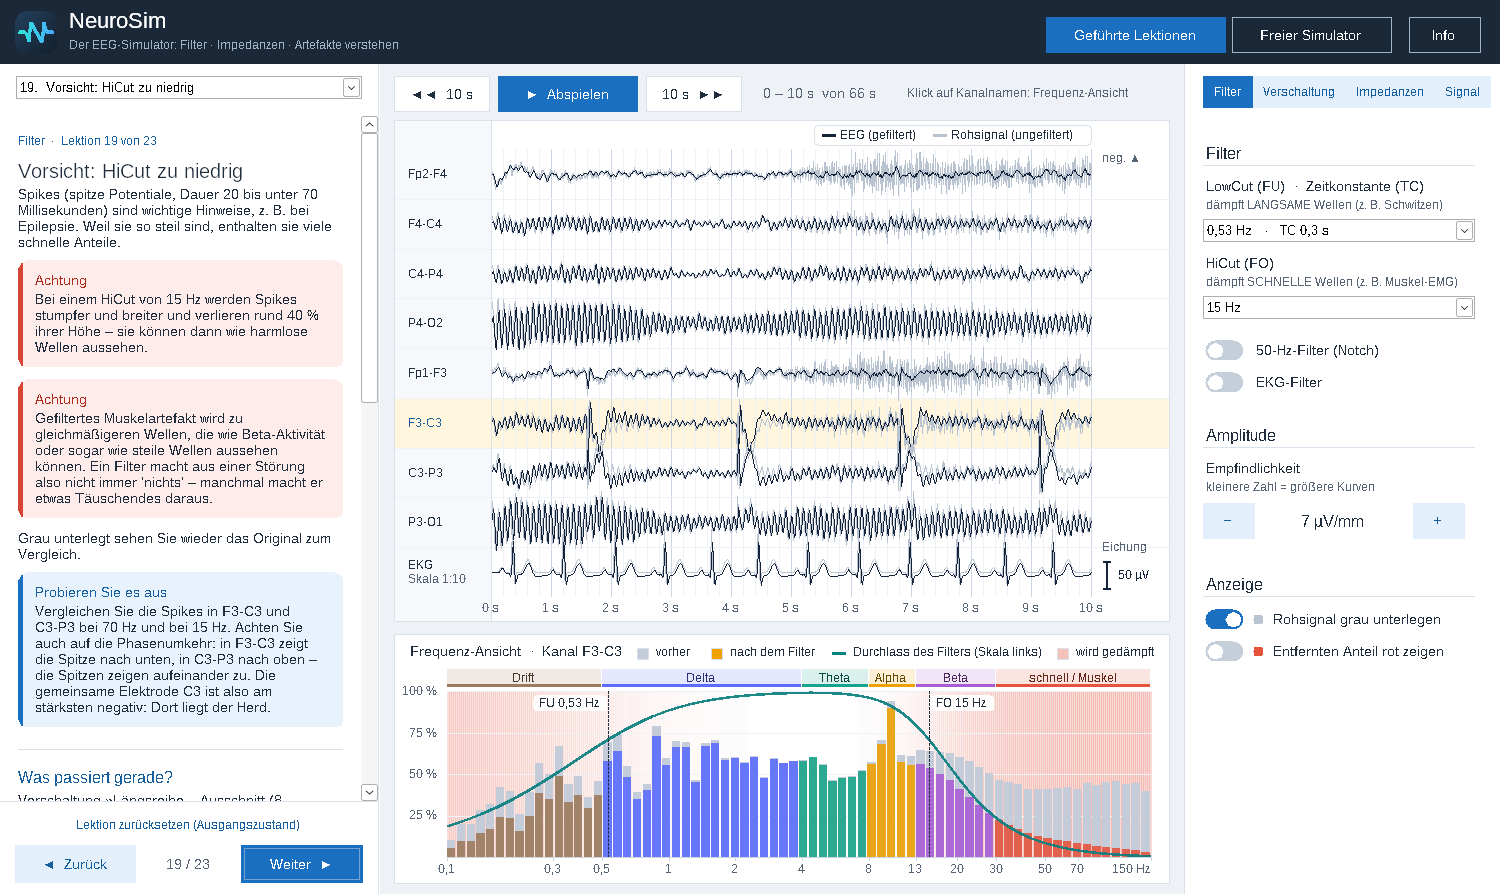 NeuroSim
Der EEG-Simulator: Filter · Impedanzen · Artefakte verstehen
Geführte Lektionen
Freier Simulator
Info
19. Vorsicht: HiCut zu niedrig
Filter · Lektion 19 von 23
Vorsicht: HiCut zu niedrig
Spikes (spitze Potentiale, Dauer 20 bis unter 70
Millisekunden) sind wichtige Hinweise, z. B. bei
Epilepsie. Weil sie so steil sind, enthalten sie viele
schnelle Anteile.
Achtung
Bei einem HiCut von 15 Hz werden Spikes
stumpfer und breiter und verlieren rund 40 %
ihrer Höhe – sie können dann wie harmlose
Wellen aussehen.
Achtung
Gefiltertes Muskelartefakt wird zu
gleichmäßigeren Wellen, die wie Beta-Aktivität
oder sogar wie steile Wellen aussehen
können. Ein Filter macht aus einer Störung
also nicht immer 'nichts' – manchmal macht er
etwas Täuschendes daraus.
Grau unterlegt sehen Sie wieder das Original zum
Vergleich.
Probieren Sie es aus
Vergleichen Sie die Spikes in F3-C3 und
C3-P3 bei 70 Hz und bei 15 Hz. Achten Sie
auch auf die Phasenumkehr: in F3-C3 zeigt
die Spitze nach unten, in C3-P3 nach oben –
die Spitzen zeigen aufeinander zu. Die
gemeinsame Elektrode C3 ist also am
stärksten negativ: Dort liegt der Herd.
Was passiert gerade?
Verschaltung »Längsreihe – Ausschnitt (8
Lektion zurücksetzen (Ausgangszustand)
◄ Zurück
19 / 23
Weiter ►
◄◄ 10 s
► Abspielen
10 s ►►
0 – 10 s von 66 s
Klick auf Kanalnamen: Frequenz-Ansicht
EEG (gefiltert)
Rohsignal (ungefiltert)
neg. ▲
Fp2-F4
F4-C4
C4-P4
P4-O2
Fp1-F3
F3-C3
C3-P3
P3-O1
EKG
Skala 1:10
Eichung
50 µV
0 s 1 s 2 s 3 s 4 s 5 s 6 s 7 s 8 s 9 s 10 s
Frequenz-Ansicht · Kanal F3-C3
vorher
nach dem Filter
Durchlass des Filters (Skala links)
wird gedämpft
Drift Delta Theta Alpha Beta schnell / Muskel
100 %
75 %
50 %
25 %
FU 0,53 Hz
FO 15 Hz
0,1 0,3 0,5 1 2 4 8 13 20 30 50 70 150 Hz
Filter
Verschaltung
Impedanzen
Signal
Filter
LowCut (FU) · Zeitkonstante (TC)
dämpft LANGSAME Wellen (z. B. Schwitzen)
0,53 Hz · TC 0,3 s
HiCut (FO)
dämpft SCHNELLE Wellen (z. B. Muskel-EMG)
15 Hz
50-Hz-Filter (Notch)
EKG-Filter
Amplitude
Empfindlichkeit
kleinere Zahl = größere Kurven
− 7 µV/mm +
Anzeige
Rohsignal grau unterlegen
Entfernten Anteil rot zeigen